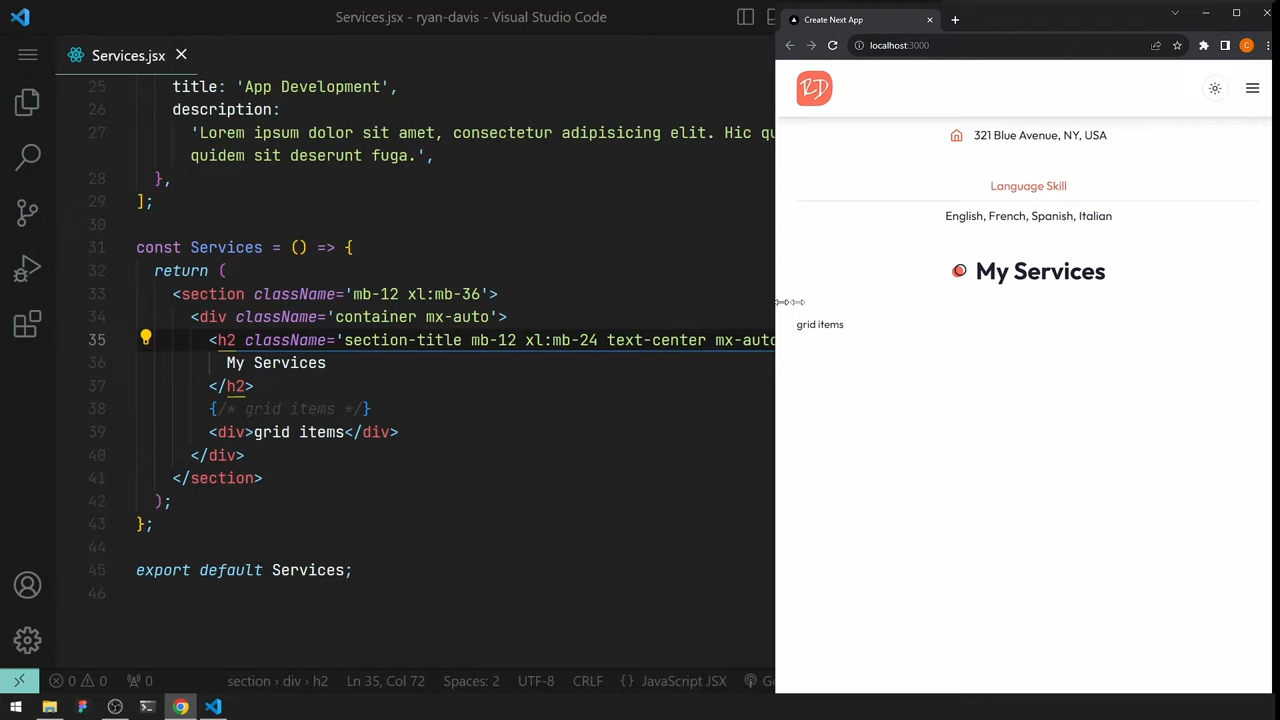 Services.jsx - ryan-davis - Visual Studio Code
Services.jsx
25 title: 'App Development',
26 description:
27 'Lorem ipsum dolor sit amet, consectetur adipisicing elit. Hic qu
quidem sit deserunt fuga.',
28 },
29 ];
30
31 const Services = () => {
32 return (
33 <section className='mb-12 xl:mb-36'>
34 <div className='container mx-auto'>
35 <h2 className='section-title mb-12 xl:mb-24 text-center mx-auto
36 My Services
37 </h2>
38 {/* grid items */}
39 <div>grid items</div>
40 </div>
41 </section>
42 );
43 };
44
45 export default Services;
46
0 0 0 section › div › h2 Ln 35, Col 72 Spaces: 2 UTF-8 CRLF {} JavaScript JSX Go
Create Next App
localhost:3000
C
RD
321 Blue Avenue, NY, USA
Language Skill
English, French, Spanish, Italian
My Services
grid items